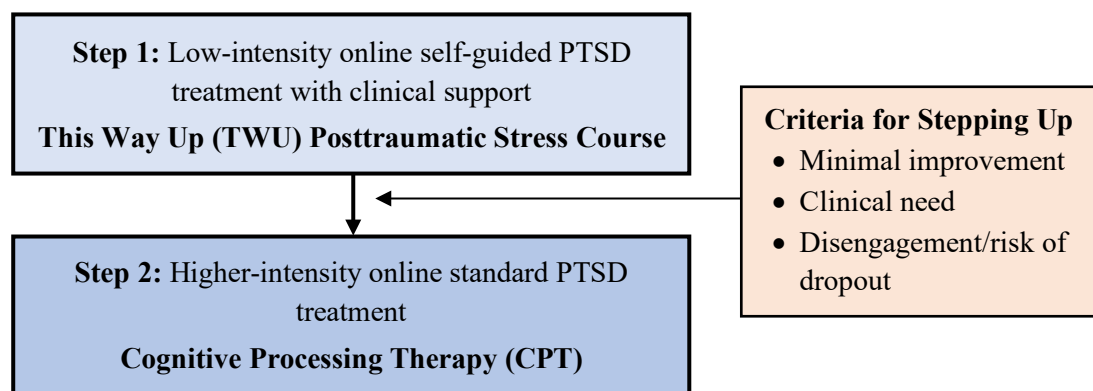 Step 1: Low-intensity online self-guided PTSD
treatment with clinical support
This Way Up (TWU) Posttraumatic Stress Course
Criteria for Stepping Up
• Minimal improvement
• Clinical need
• Disengagement/risk of
dropout
Step 2: Higher-intensity online standard PTSD
treatment
Cognitive Processing Therapy (CPT)